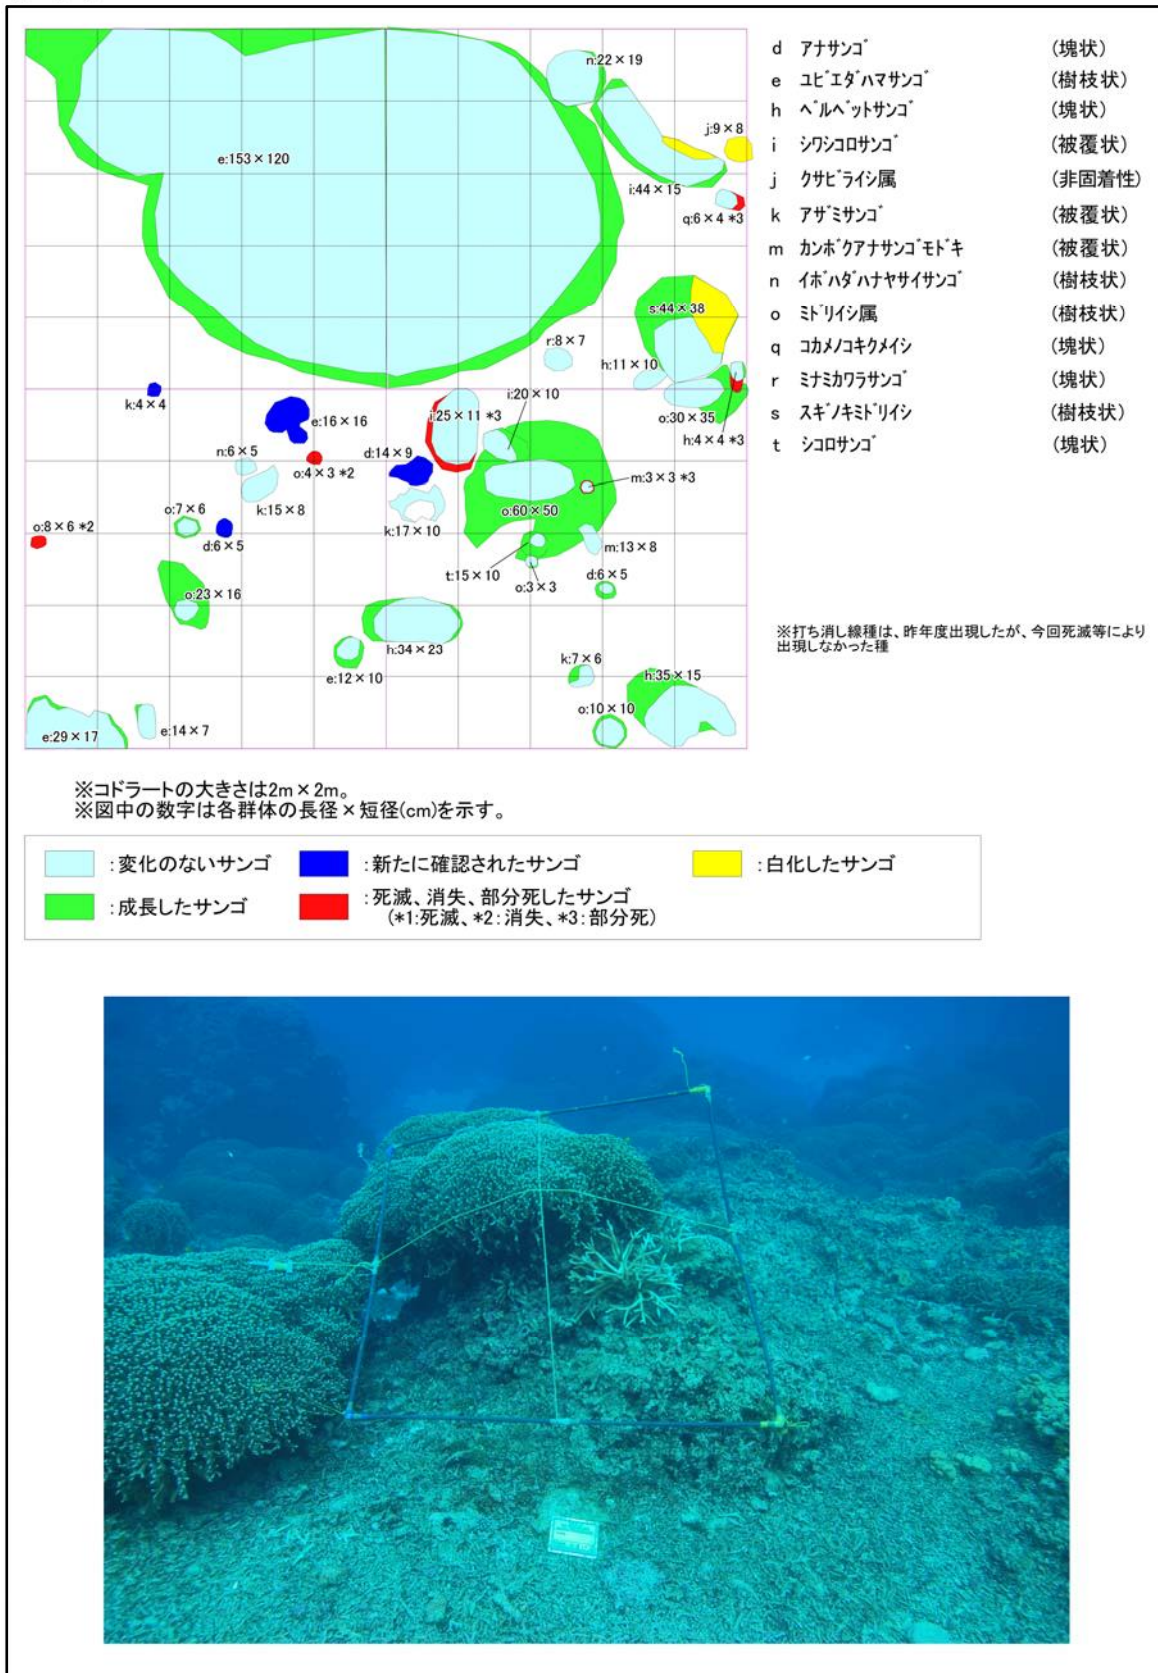 n:22×19
j:9×8
e:153×120
i:44×15
q:6×4 *3
s:44×38
r:8×7
h:11×10
i:20×10
k:4×4
e:16×16
i:25×11 *3
o:30×35
h:4×4 *3
n:6×5
o:4×3 *2
d:14×9
m:3×3 *3
k:15×8
o:7×6
k:17×10
o:60×50
o:8×6 *2
d:6×5
m:13×8
t:15×10
o:3×3
d:6×5
o:23×16
h:34×23
e:12×10
k:7×6
h:35×15
o:10×10
e:29×17
e:14×7
d アナサンゴ (塊状)
e ユビエダハマサンゴ (樹枝状)
h ベルベットサンゴ (塊状)
i シワシコロサンゴ (被覆状)
j クサビライシ属 (非固着性)
k アザミサンゴ (被覆状)
m カンボクアナサンゴモドキ (被覆状)
n イボハダハナヤサイサンゴ (樹枝状)
o ミドリイシ属 (樹枝状)
q コカメノコキクメイシ (塊状)
r ミナミカワラサンゴ (塊状)
s スギノキミドリイシ (樹枝状)
t シコロサンゴ (塊状)
※打ち消し線種は、昨年度出現したが、今回死滅等により
出現しなかった種
※コドラートの大きさは2m×2m。
※図中の数字は各群体の長径×短径(cm)を示す。
:変化のないサンゴ
:新たに確認されたサンゴ
:白化したサンゴ
:成長したサンゴ
:死滅、消失、部分死したサンゴ
(*1:死滅、*2:消失、*3:部分死)